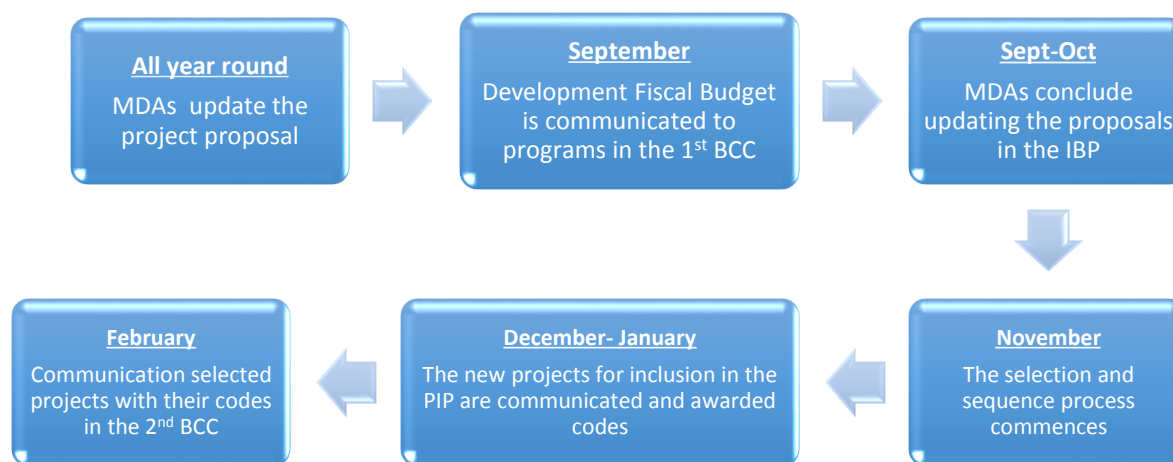 All year round
MDAs update the
project proposal
September
Development Fiscal Budget
is communicated to
programs in the 1st BCC
Sept-Oct
MDAs conclude
updating the proposals
in the IBP
November
The selection and
sequence process
commences
December- January
The new projects for inclusion in the
PIP are communicated and awarded
codes
February
Communication selected
projects with their codes
in the 2nd BCC